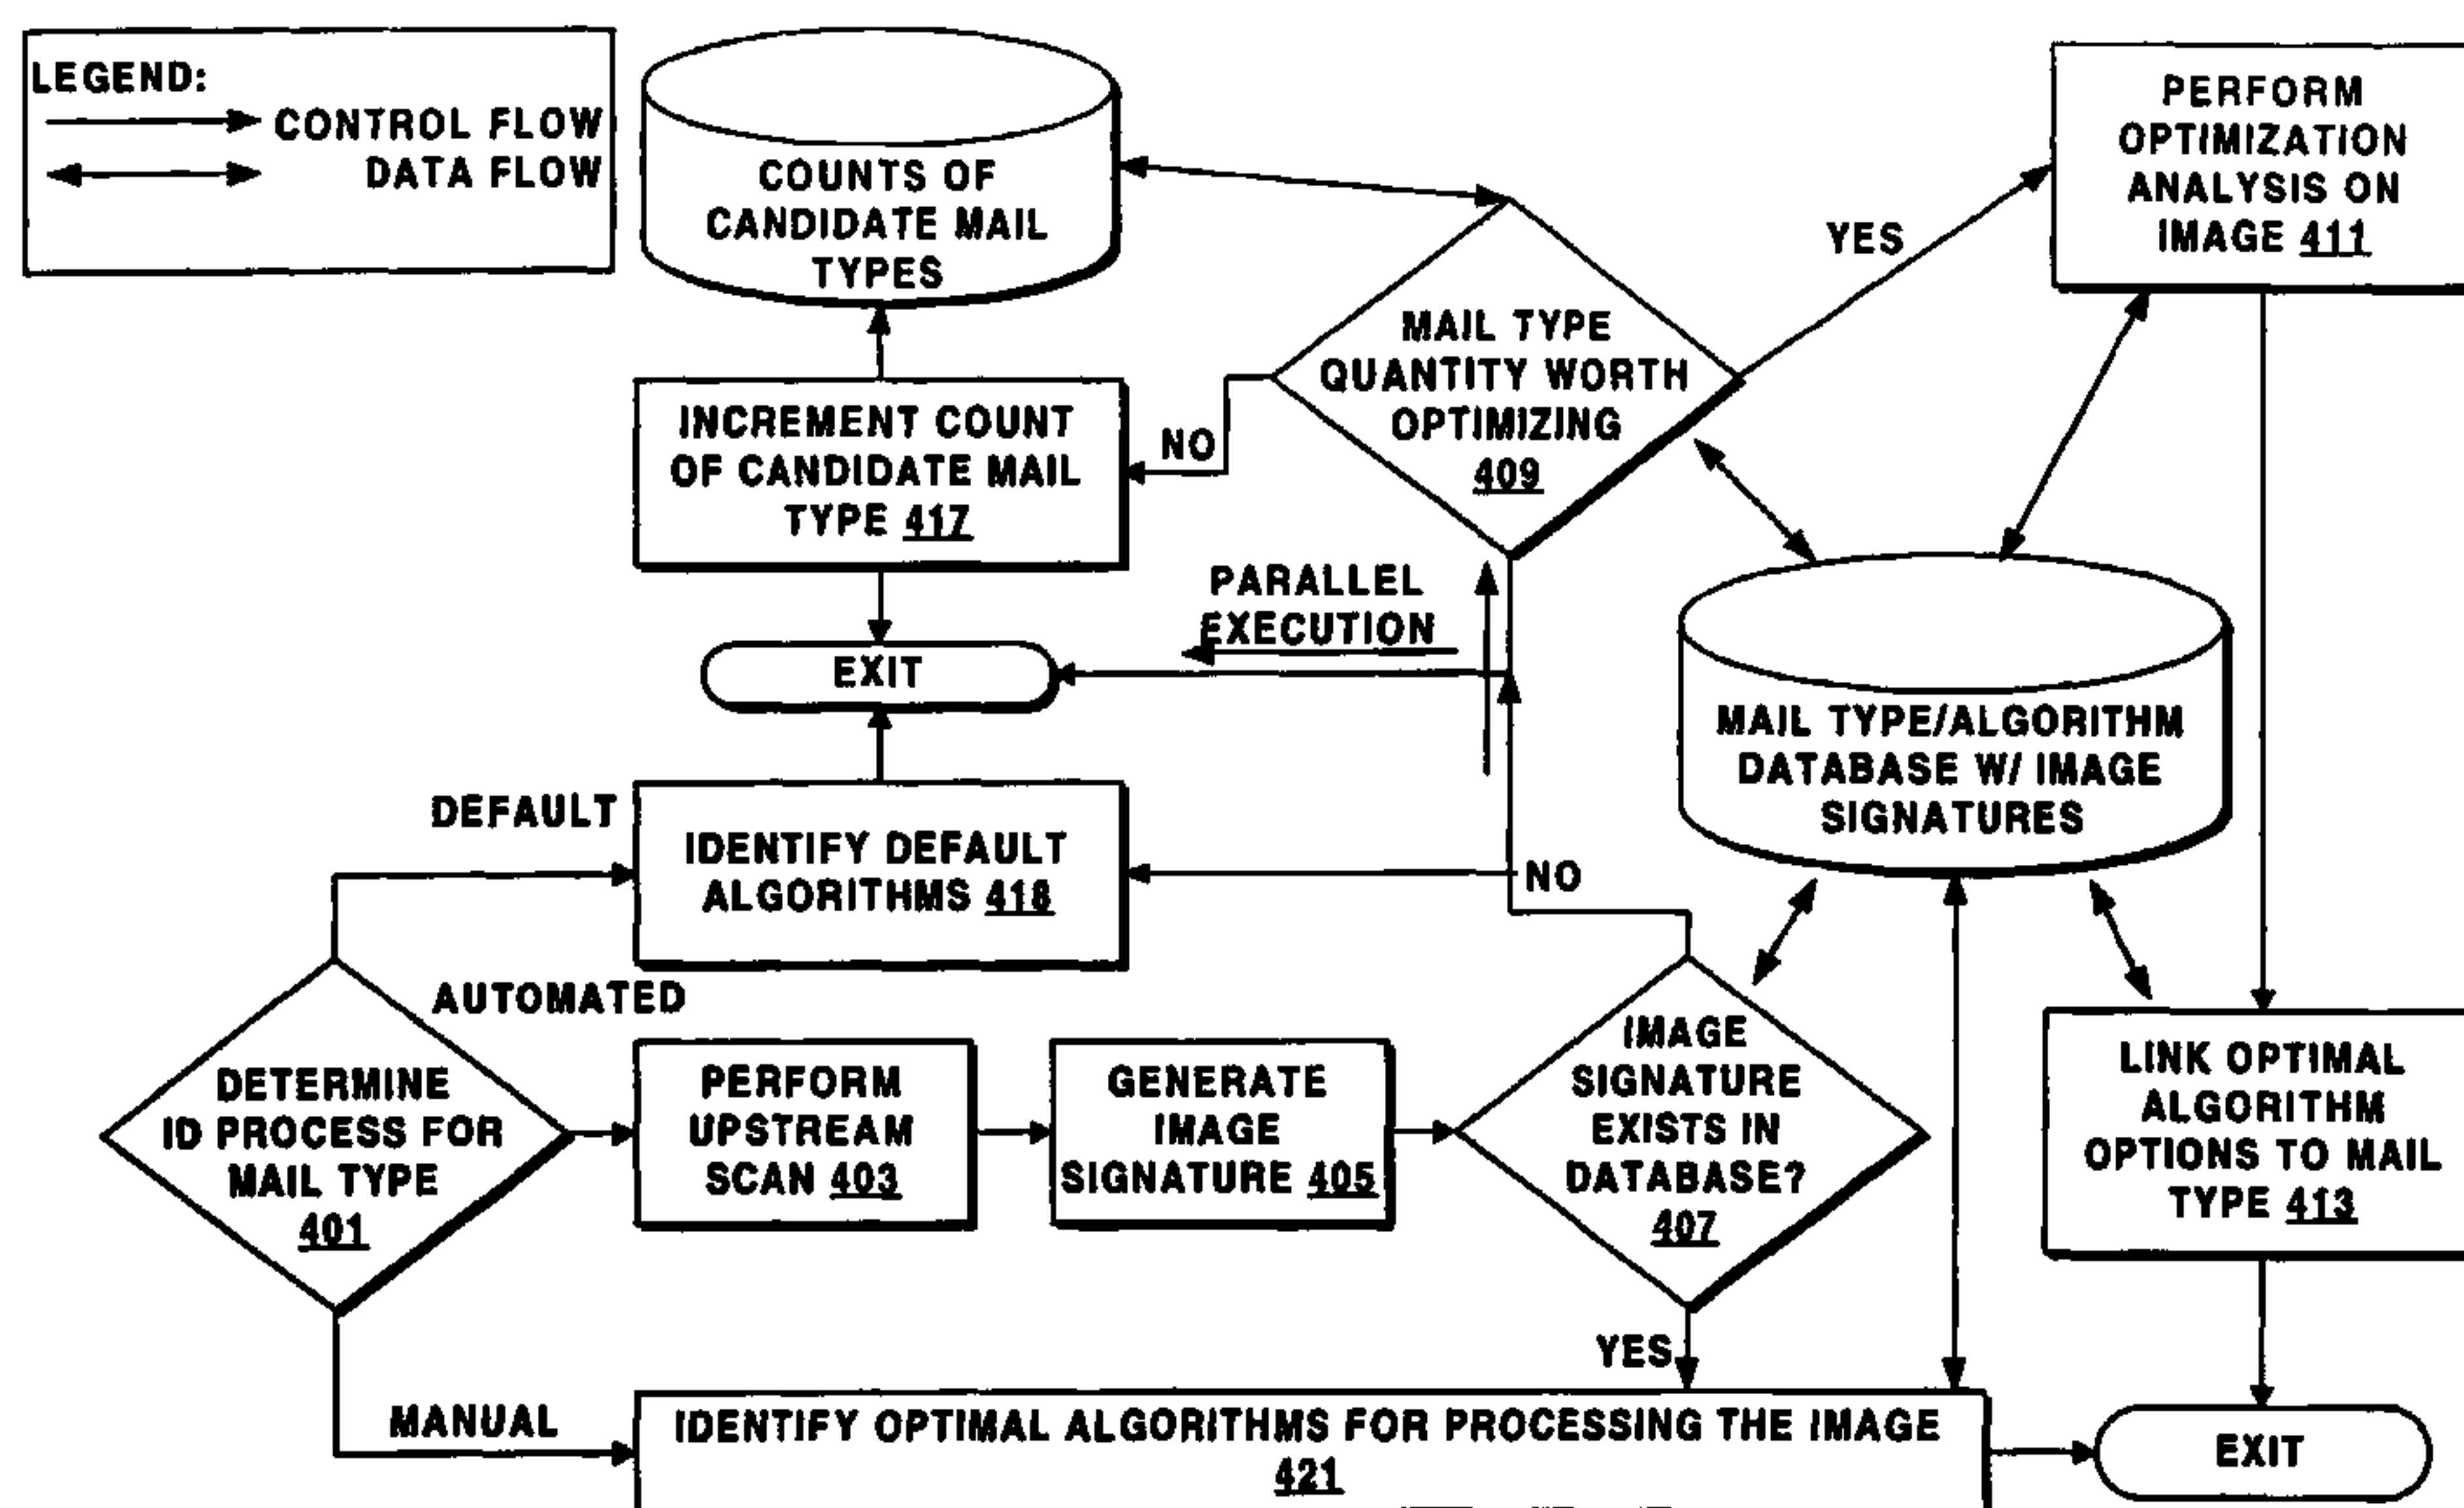 LEGEND:
CONTROL FLOW
DATA FLOW
COUNTS OF
CANDIDATE MAIL
TYPES
PERFORM
OPTIMIZATION
ANALYSIS ON
IMAGE 411
YES
MAIL TYPE
QUANTITY WORTH
OPTIMIZING
409
INCREMENT COUNT
OF CANDIDATE MAIL
TYPE 417
NO
PARALLEL
EXECUTION
EXIT
MAIL TYPE/ALGORITHM
DATABASE W/ IMAGE
SIGNATURES
DEFAULT
IDENTIFY DEFAULT
ALGORITHMS 418
NO
AUTOMATED
DETERMINE
ID PROCESS FOR
MAIL TYPE
401
PERFORM
UPSTREAM
SCAN 403
GENERATE
IMAGE
SIGNATURE 405
IMAGE
SIGNATURE
EXISTS IN
DATABASE?
407
LINK OPTIMAL
ALGORITHM
OPTIONS TO MAIL
TYPE 413
YES
MANUAL
IDENTIFY OPTIMAL ALGORITHMS FOR PROCESSING THE IMAGE
421
EXIT